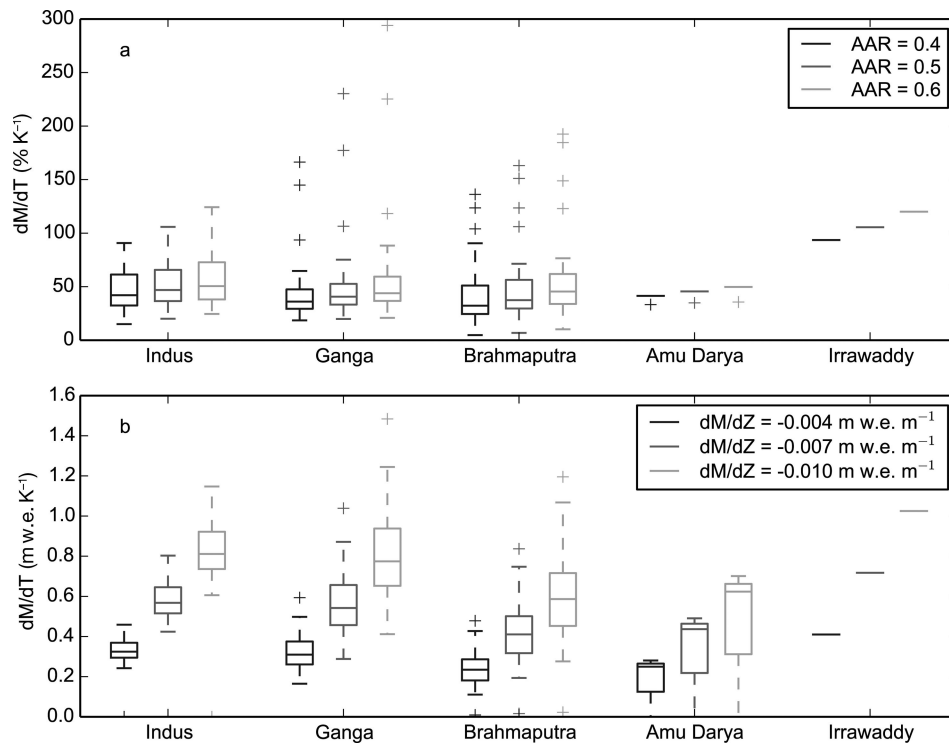 300
250
200
150
100
50
0
dM/dT (% K⁻¹)
a
AAR = 0.4
AAR = 0.5
AAR = 0.6
Indus Ganga Brahmaputra Amu Darya Irrawaddy
1.6
1.4
1.2
1.0
0.8
0.6
0.4
0.2
0.0
dM/dT (m w.e. K⁻¹)
b
dM/dZ = -0.004 m w.e. m⁻¹
dM/dZ = -0.007 m w.e. m⁻¹
dM/dZ = -0.010 m w.e. m⁻¹
Indus Ganga Brahmaputra Amu Darya Irrawaddy